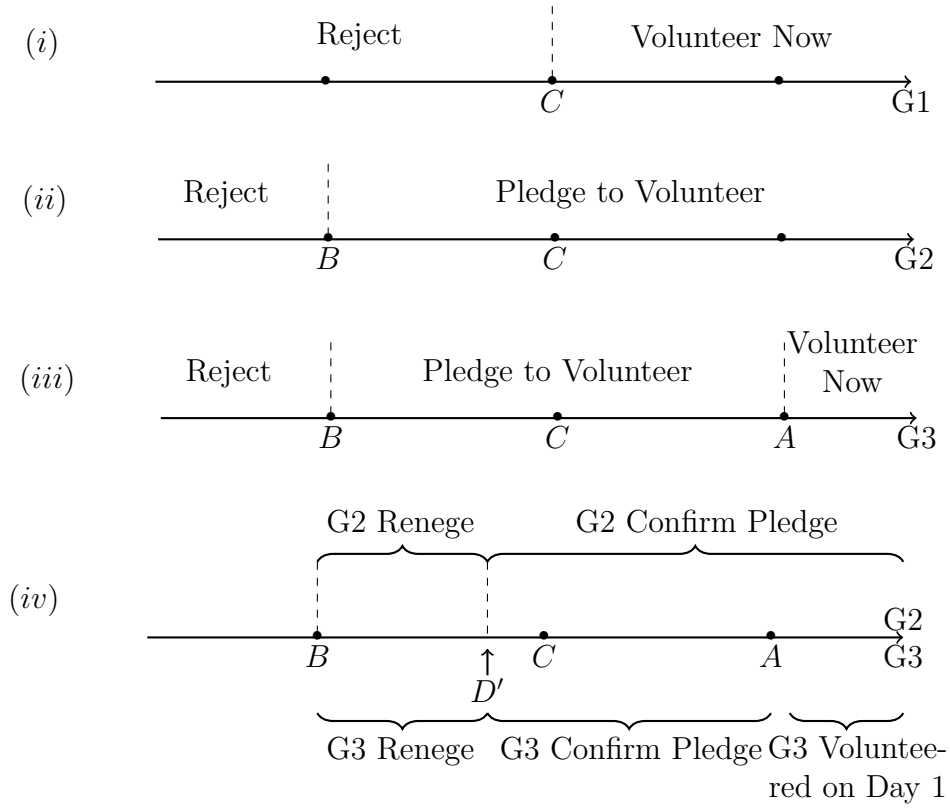 (i)
Reject
Volunteer Now
C
G1
(ii)
Reject
Pledge to Volunteer
B
C
G2
(iii)
Reject
Pledge to Volunteer
Volunteer
Now
B
C
A
G3
(iv)
G2 Renege
G2 Confirm Pledge
G2
B
C
A
G3
D′
G3 Renege
G3 Confirm Pledge
G3 Voluntee-
red on Day 1